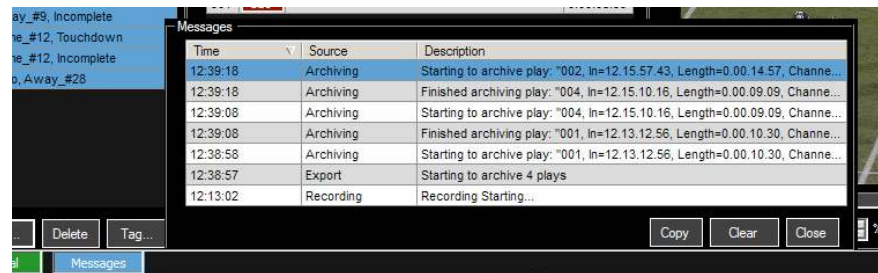 ay_#9, Incomplete
Messages
ne_#12, Touchdown
ne_#12, Incomplete
o, Away_#28
Time Source Description
12:39:18 Archiving Starting to archive play: "002, In=12.15.57.43, Length=0.00.14.57, Channe...
12:39:18 Archiving Finished archiving play: "004, In=12.15.10.16, Length=0.00.09.09, Channe...
12:39:08 Archiving Starting to archive play: "004, In=12.15.10.16, Length=0.00.09.09, Channe...
12:39:08 Archiving Finished archiving play: "001, In=12.13.12.56, Length=0.00.10.30, Channe...
12:38:58 Archiving Starting to archive play: "001, In=12.13.12.56, Length=0.00.10.30, Channe...
12:38:57 Export Starting to archive 4 plays
12:13:02 Recording Recording Starting...
Copy Clear Close
... Delete Tag...
Messages